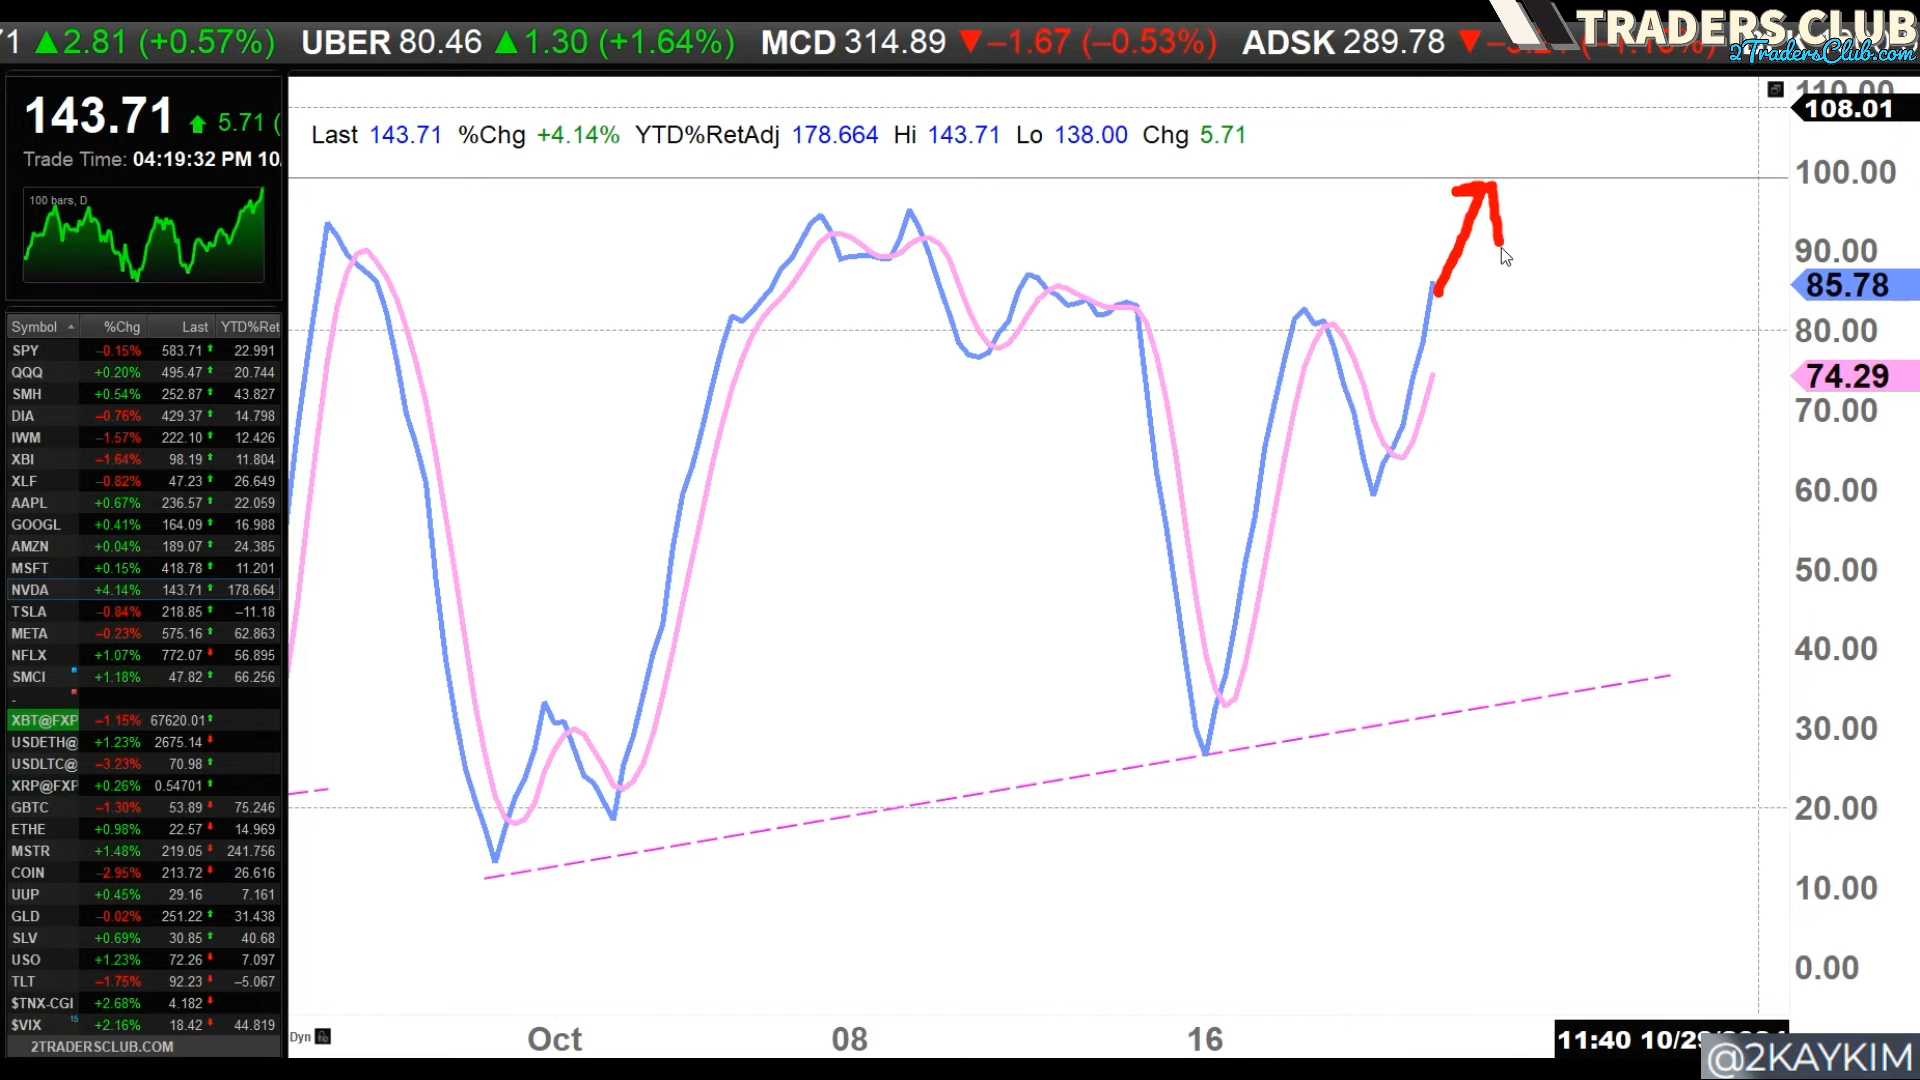 71 ▲2.81 (+0.57%) UBER 80.46 ▲1.30 (+1.64%) MCD 314.89 ▼−1.67 (−0.53%) ADSK 289.78 ▼
TRADERS CLUB
2TradersClub.com
143.71 5.71 (
Trade Time: 04:19:32 PM 10/
100 bars, D
Last 143.71 %Chg +4.14% YTD%RetAdj 178.664 Hi 143.71 Lo 138.00 Chg 5.71
Symbol %Chg Last YTD%Ret
SPY −0.15% 583.71 22.991
QQQ +0.20% 495.47 20.744
SMH +0.54% 252.87 43.827
DIA −0.76% 429.37 14.798
IWM −1.57% 222.10 12.426
XBI −1.64% 98.19 11.804
XLF −0.82% 47.23 26.649
AAPL +0.67% 236.57 22.059
GOOGL +0.41% 164.09 16.988
AMZN +0.04% 189.07 24.385
MSFT +0.15% 418.78 11.201
NVDA +4.14% 143.71 178.664
TSLA −0.84% 218.85 −11.18
META −0.23% 575.16 62.863
NFLX +1.07% 772.07 56.895
SMCI +1.18% 47.82 66.256
-
XBT@FXP −1.15% 67620.01
USDETH@ +1.23% 2675.14
USDLTC@ −3.23% 70.98
XRP@FXP +0.26% 0.54701
GBTC −1.30% 53.89 75.246
ETHE +0.98% 22.57 14.969
MSTR +1.48% 219.05 241.756
COIN −2.95% 213.72 26.616
UUP +0.45% 29.16 7.161
GLD −0.02% 251.22 31.438
SLV +0.69% 30.85 40.68
USO +1.23% 72.26 7.097
TLT −1.75% 92.23 −5.067
$TNX-CGI +2.68% 4.182
$VIX 15 +2.16% 18.42 44.819
2TRADERSCLUB.COM
110.00
108.01
100.00
90.00
85.78
80.00
74.29
70.00
60.00
50.00
40.00
30.00
20.00
10.00
0.00
Dyn
Oct 08 16
11:40 10/29
@2KAYKIM